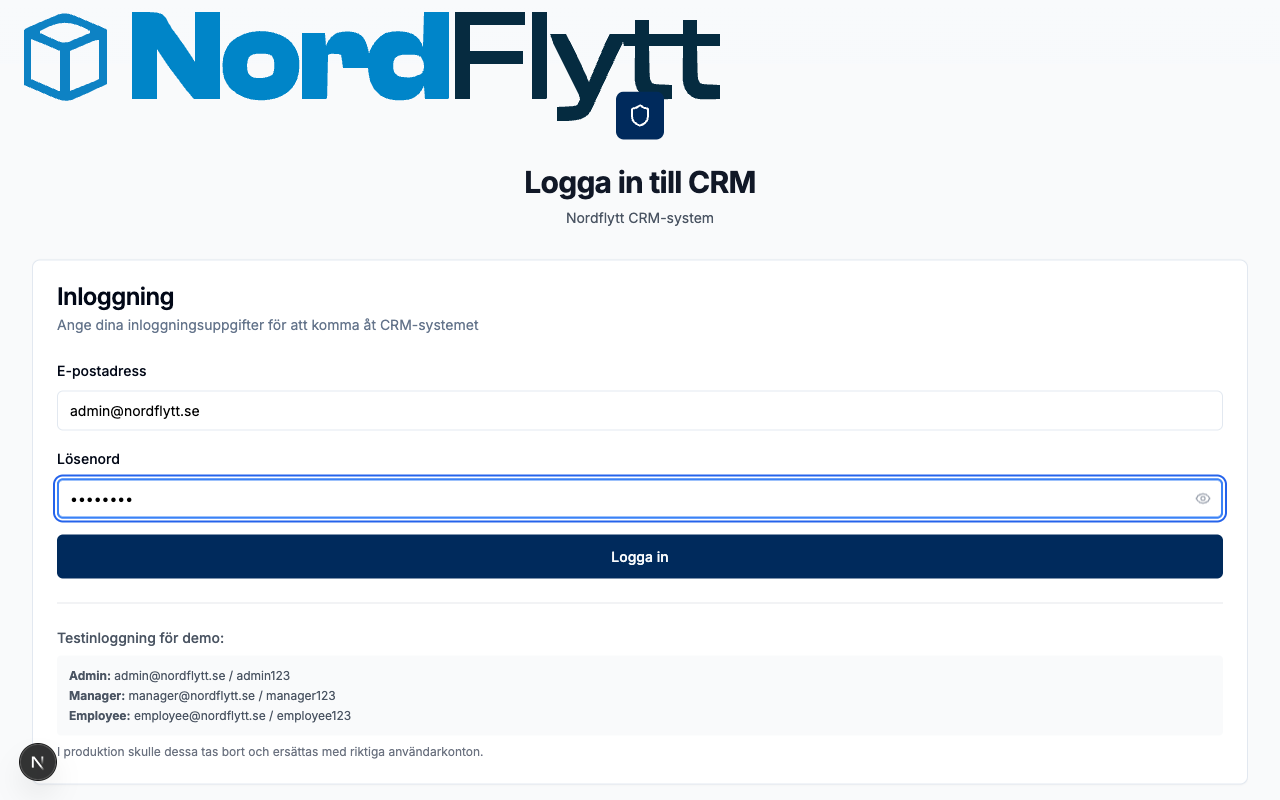 NordFlytt
Logga in till CRM
Nordflytt CRM-system
Inloggning
Ange dina inloggningsuppgifter för att komma åt CRM-systemet
E-postadress
admin@nordflytt.se
Lösenord
••••••••
Logga in
Testinloggning för demo:
Admin: admin@nordflytt.se / admin123
Manager: manager@nordflytt.se / manager123
Employee: employee@nordflytt.se / employee123
I produktion skulle dessa tas bort och ersättas med riktiga användarkonton.
N